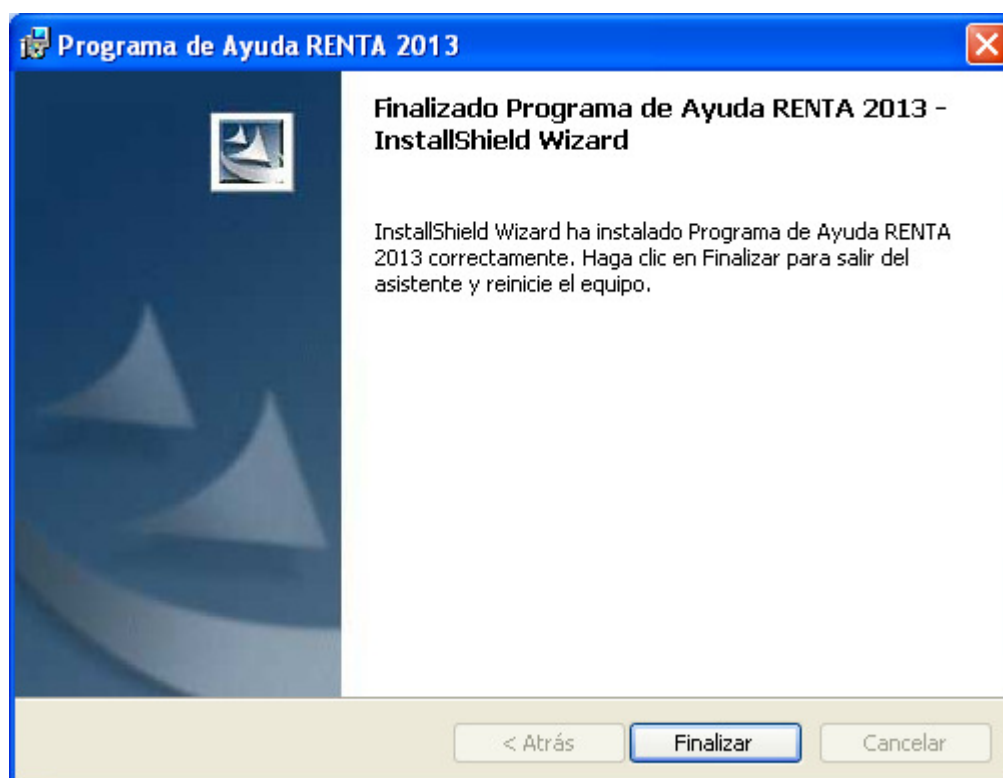 Programa de Ayuda RENTA 2013
Finalizado Programa de Ayuda RENTA 2013 -
InstallShield Wizard
InstallShield Wizard ha instalado Programa de Ayuda RENTA
2013 correctamente. Haga clic en Finalizar para salir del
asistente y reinicie el equipo.
< Atrás
Finalizar
Cancelar